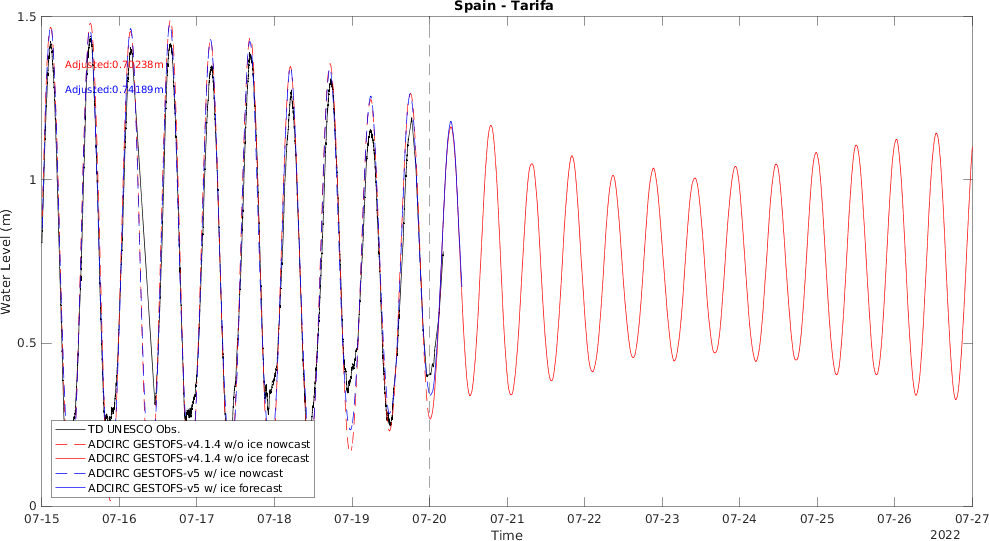 Spain - Tarifa
1.5
Adjusted:0.70238m
Adjusted:0.74189m
1
Water Level (m)
0.5
TD UNESCO Obs.
ADCIRC GESTOFS-v4.1.4 w/o ice nowcast
ADCIRC GESTOFS-v4.1.4 w/o ice forecast
ADCIRC GESTOFS-v5 w/ ice nowcast
ADCIRC GESTOFS-v5 w/ ice forecast
0
07-15 07-16 07-17 07-18 07-19 07-20 07-21 07-22 07-23 07-24 07-25 07-26 07-27
Time
2022